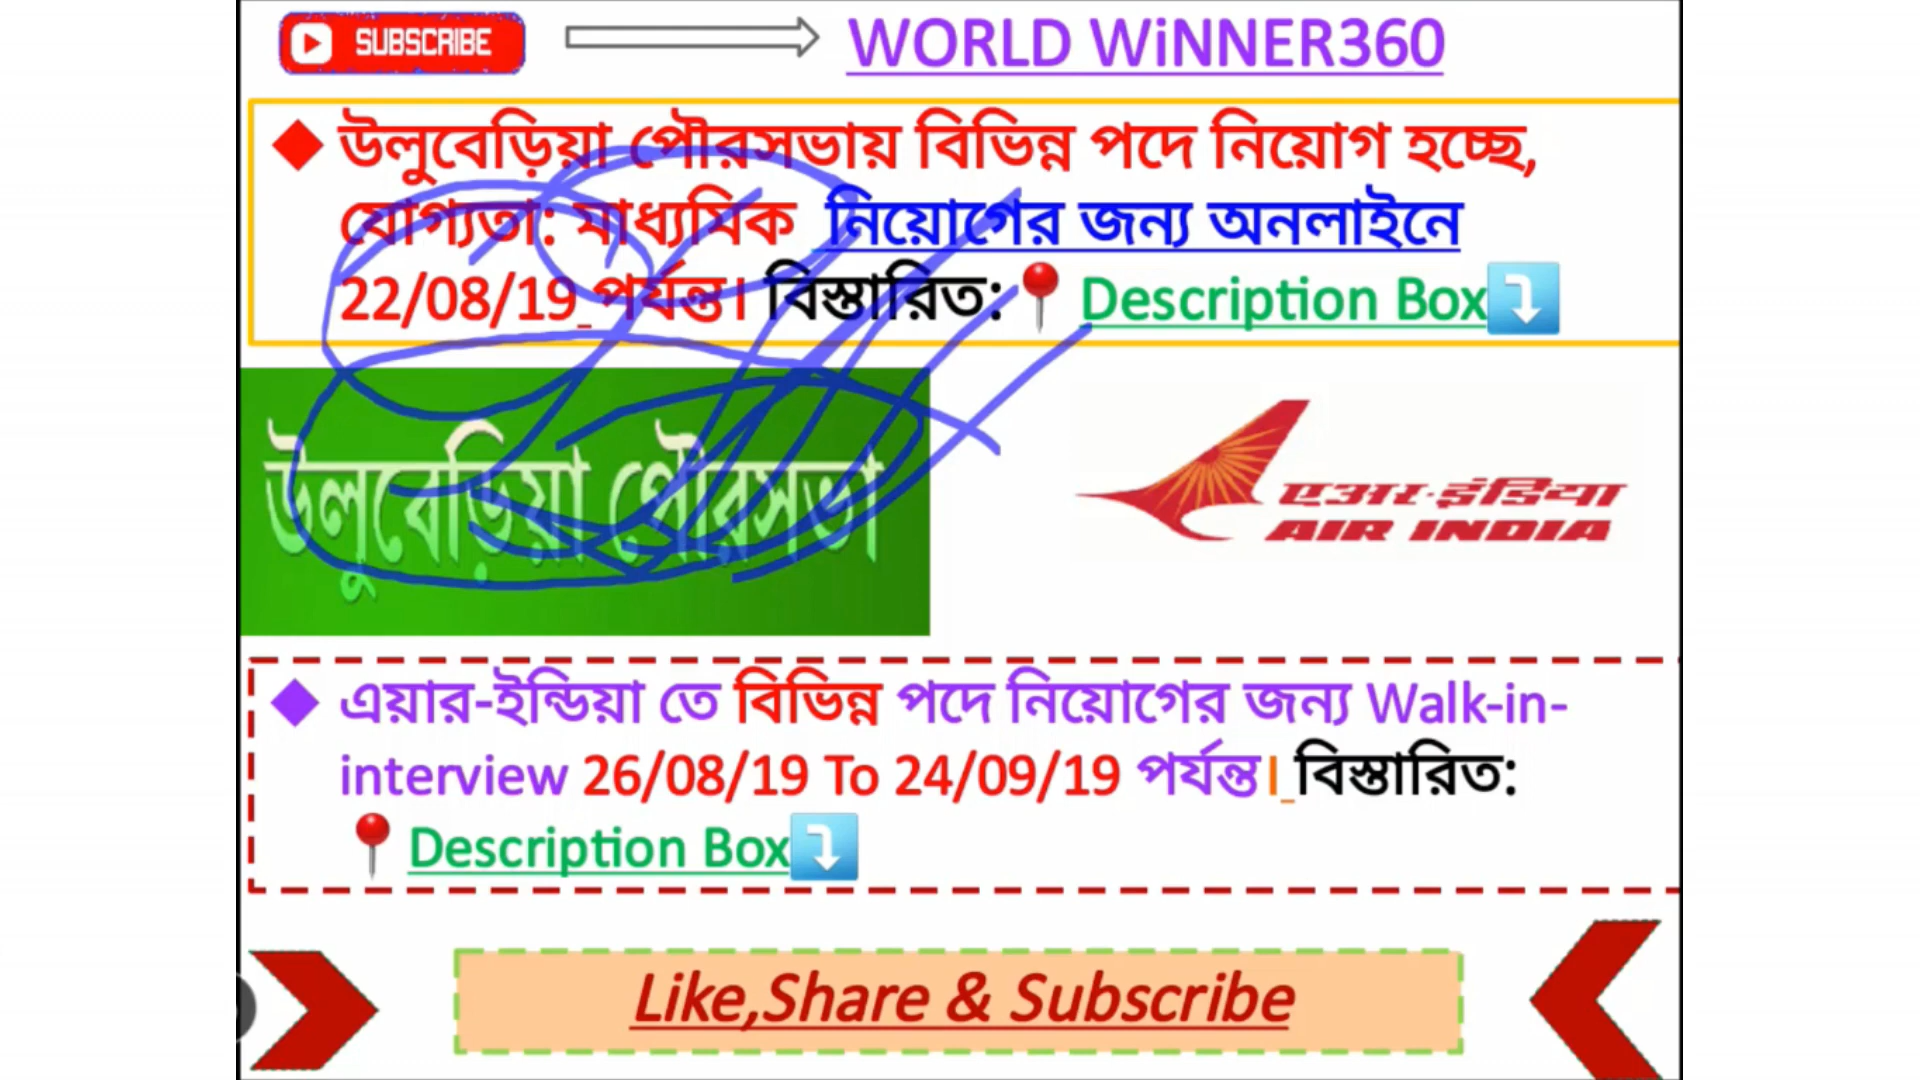 SUBSCRIBE WORLD WiNNER360
উলুবেড়িয়া পৌরসভায় বিভিন্ন পদে নিয়োগ হচ্ছে,
যোগ্যতা: মাধ্যমিক নিয়োগের জন্য অনলাইনে
22/08/19 পর্যন্ত। বিস্তারিত: Description Box
উলুবেড়িয়া পৌরসভা
एअर-इंडिया
AIR INDIA
এয়ার-ইন্ডিয়া তে বিভিন্ন পদে নিয়োগের জন্য Walk-in-
interview 26/08/19 To 24/09/19 পর্যন্ত। বিস্তারিত:
Description Box
Like,Share & Subscribe